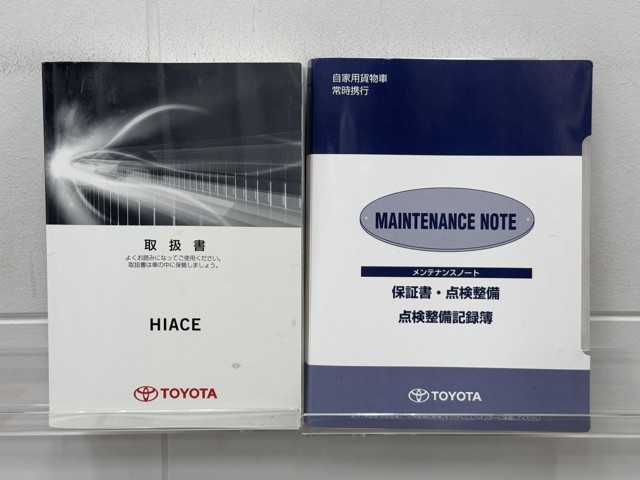 取扱書
よくお読みになってご使用ください。
取扱書は車の中に保管しましょう。
HIACE
TOYOTA
自家用貨物車
常時携行
MAINTENANCE NOTE
メンテナンスノート
保証書・点検整備
点検整備記録簿
TOYOTA